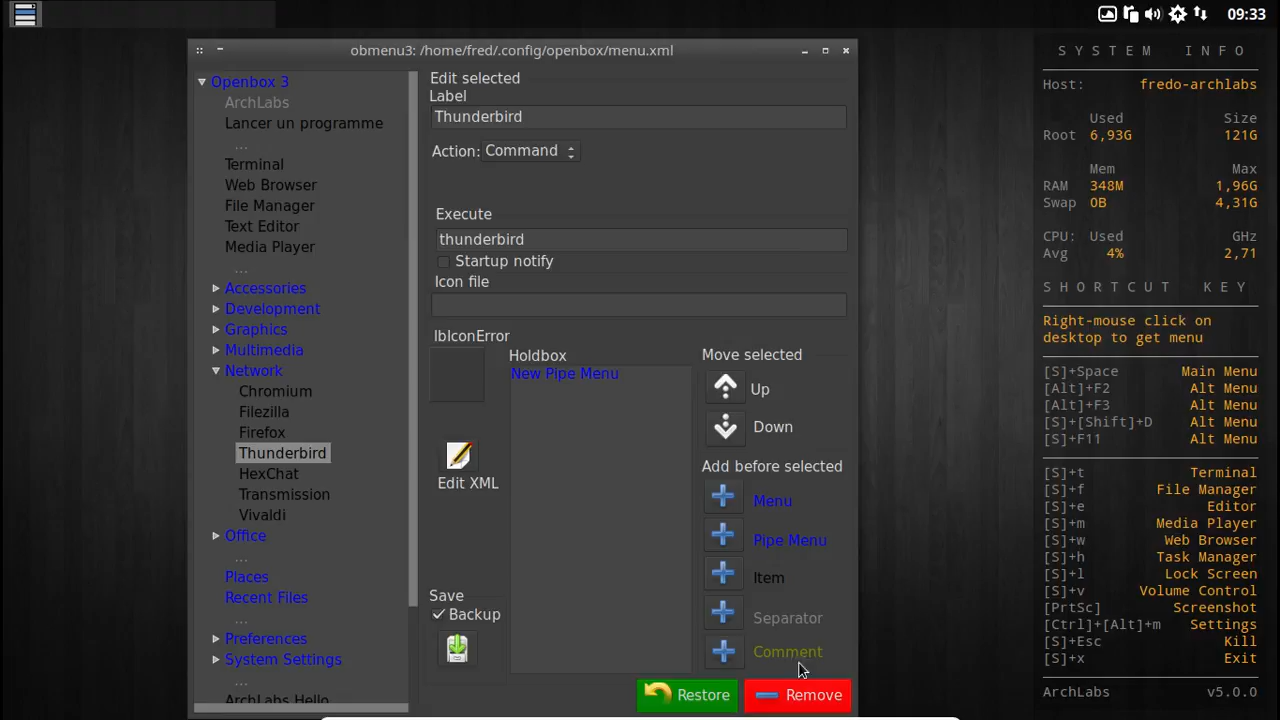 09:33
obmenu3: /home/fred/.config/openbox/menu.xml
Openbox 3
ArchLabs
Lancer un programme
...
Terminal
Web Browser
File Manager
Text Editor
Media Player
...
Accessories
Development
Graphics
Multimedia
Network
Chromium
Filezilla
Firefox
Thunderbird
HexChat
Transmission
Vivaldi
Office
...
Places
Recent Files
...
Preferences
System Settings
...
ArchLabs Hello
Edit selected
Label
Thunderbird
Action: Command
Execute
thunderbird
Startup notify
Icon file
lbIconError
Holdbox
New Pipe Menu
Edit XML
Save
Backup
Move selected
Up
Down
Add before selected
Menu
Pipe Menu
Item
Separator
Comment
Restore
Remove
SYSTEM INFO
Host: fredo-archlabs
Used Size
Root 6,93G 121G
Mem Max
RAM 348M 1,96G
Swap 0B 4,31G
CPU: Used GHz
Avg 4% 2,71
SHORTCUT KEY
Right-mouse click on
desktop to get menu
[S]+Space Main Menu
[Alt]+F2 Alt Menu
[Alt]+F3 Alt Menu
[S]+[Shift]+D Alt Menu
[S]+F11 Alt Menu
[S]+t Terminal
[S]+f File Manager
[S]+e Editor
[S]+m Media Player
[S]+w Web Browser
[S]+h Task Manager
[S]+l Lock Screen
[S]+v Volume Control
[PrtSc] Screenshot
[Ctrl]+[Alt]+m Settings
[S]+Esc Kill
[S]+x Exit
ArchLabs v5.0.0